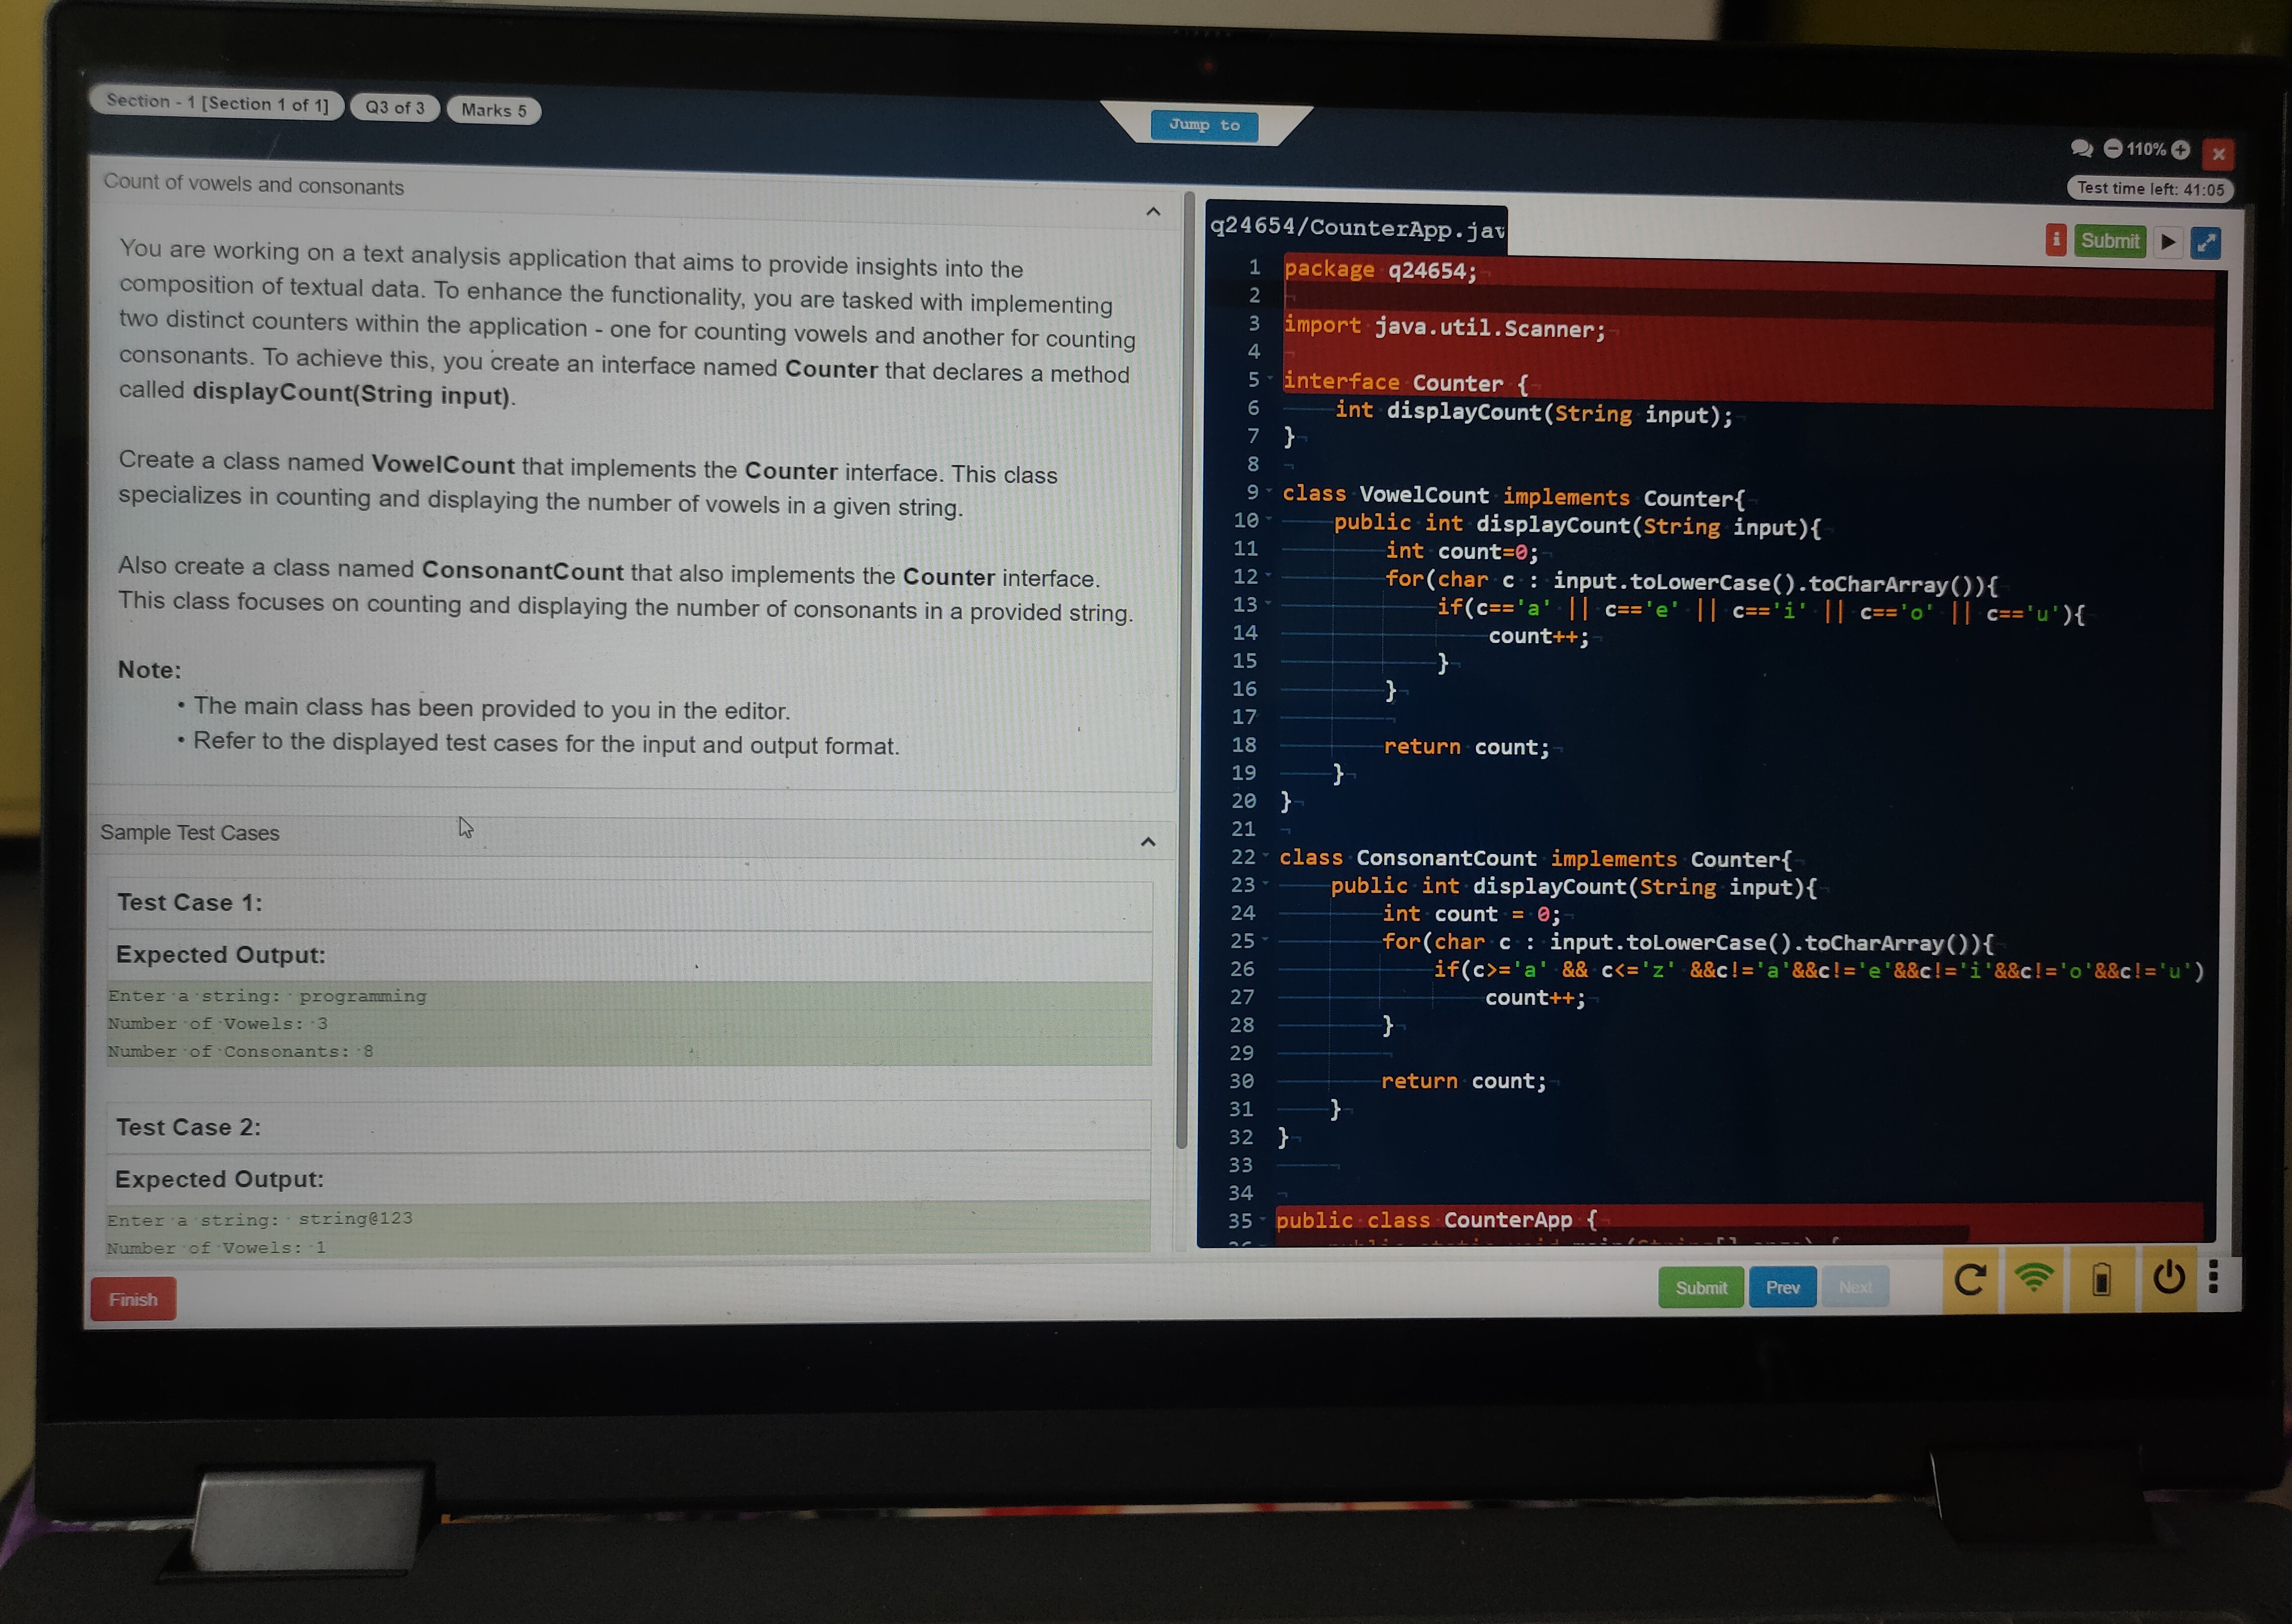 Section - 1 [Section 1 of 1] Q3 of 3 Marks 5
Jump to
110%
Test time left: 41:05
Count of vowels and consonants
You are working on a text analysis application that aims to provide insights into the
composition of textual data. To enhance the functionality, you are tasked with implementing
two distinct counters within the application - one for counting vowels and another for counting
consonants. To achieve this, you create an interface named Counter that declares a method
called displayCount(String input).
Create a class named VowelCount that implements the Counter interface. This class
specializes in counting and displaying the number of vowels in a given string.
Also create a class named ConsonantCount that also implements the Counter interface.
This class focuses on counting and displaying the number of consonants in a provided string.
Note:
• The main class has been provided to you in the editor.
• Refer to the displayed test cases for the input and output format.
Sample Test Cases
Test Case 1:
Expected Output:
Enter a string: programming
Number of Vowels: 3
Number of Consonants: 8
Test Case 2:
Expected Output:
Enter a string: string@123
Number of Vowels: 1
Finish
q24654/CounterApp.jav
Submit
1 package q24654;
2
3 import java.util.Scanner;
4
5 interface Counter {
6 int displayCount(String input);
7 }
8
9 class VowelCount implements Counter{
10 public int displayCount(String input){
11 int count=0;
12 for(char c : input.toLowerCase().toCharArray()){
13 if(c=='a' || c=='e' || c=='i' || c=='o' || c=='u'){
14 count++;
15 }
16 }
17
18 return count;
19 }
20 }
21
22 class ConsonantCount implements Counter{
23 public int displayCount(String input){
24 int count = 0;
25 for(char c : input.toLowerCase().toCharArray()){
26 if(c>='a' && c<='z' &&c!='a'&&c!='e'&&c!='i'&&c!='o'&&c!='u')
27 count++;
28 }
29
30 return count;
31 }
32 }
33
34
35 public class CounterApp {
Submit Prev Next